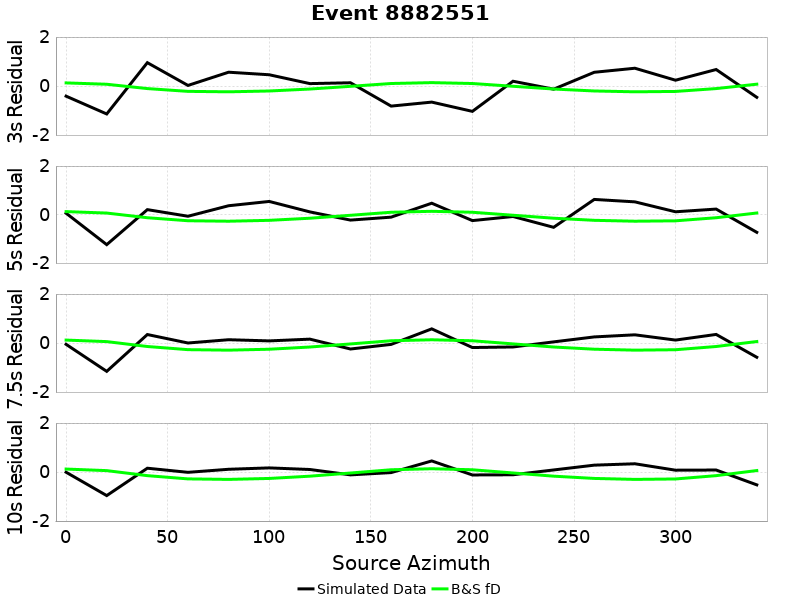 Event 8882551
3s Residual
2
0
-2
5s Residual
2
0
-2
7.5s Residual
2
0
-2
10s Residual
2
0
-2
0 50 100 150 200 250 300
Source Azimuth
Simulated Data B&S fD